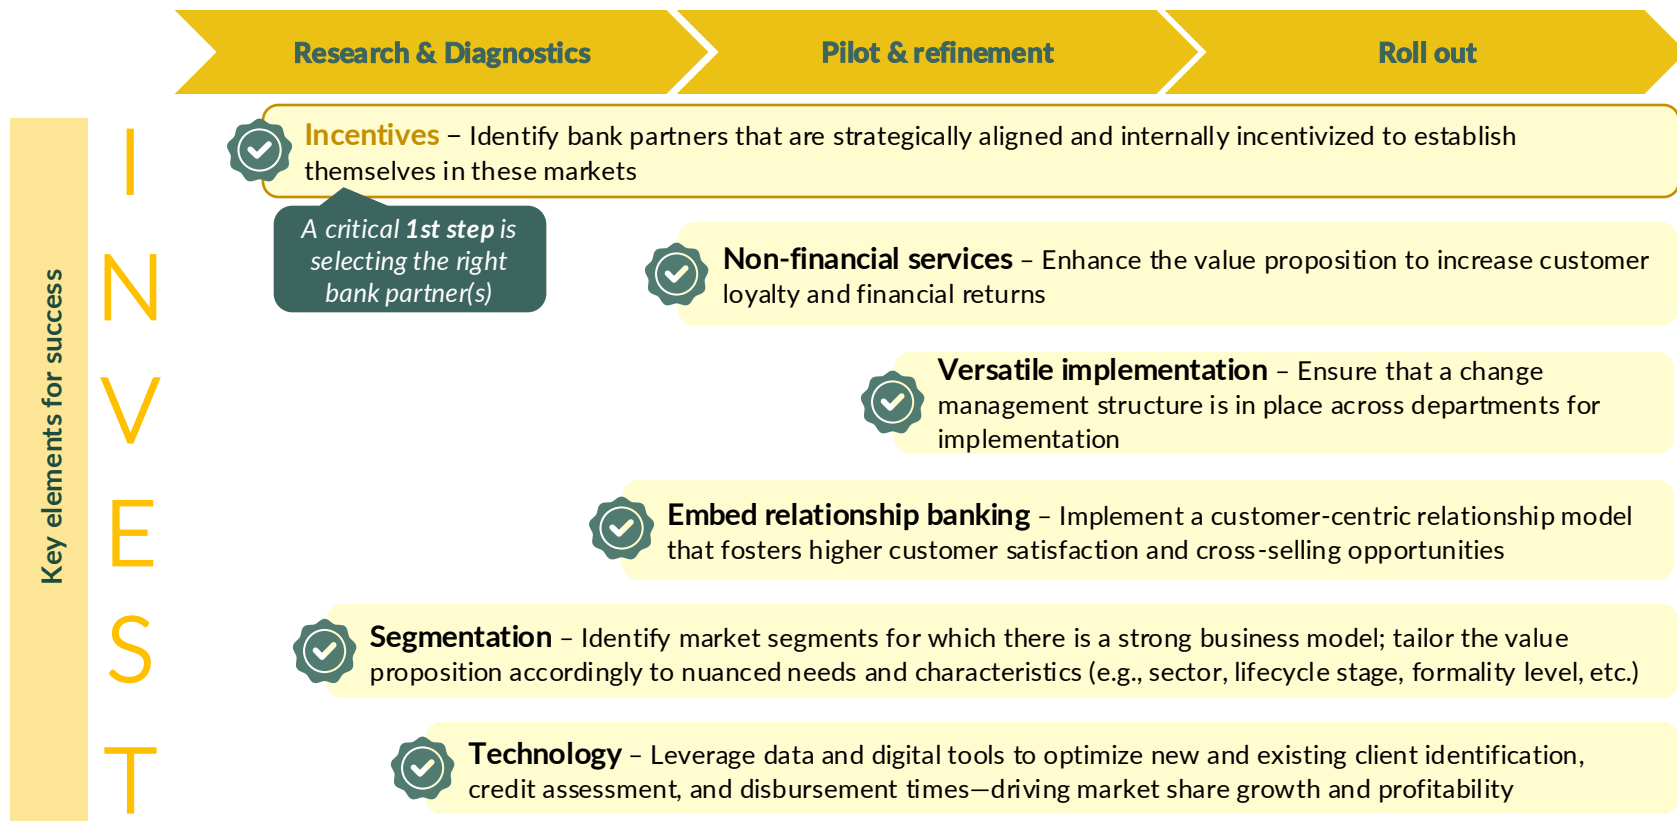 Research & Diagnostics
Pilot & refinement
Roll out
Key elements for success
I
Incentives – Identify bank partners that are strategically aligned and internally incentivized to establish
themselves in these markets
A critical 1st step is
selecting the right
bank partner(s)
N
Non-financial services – Enhance the value proposition to increase customer
loyalty and financial returns
V
Versatile implementation – Ensure that a change
management structure is in place across departments for
implementation
E
Embed relationship banking – Implement a customer-centric relationship model
that fosters higher customer satisfaction and cross-selling opportunities
S
Segmentation – Identify market segments for which there is a strong business model; tailor the value
proposition accordingly to nuanced needs and characteristics (e.g., sector, lifecycle stage, formality level, etc.)
T
Technology – Leverage data and digital tools to optimize new and existing client identification,
credit assessment, and disbursement times—driving market share growth and profitability